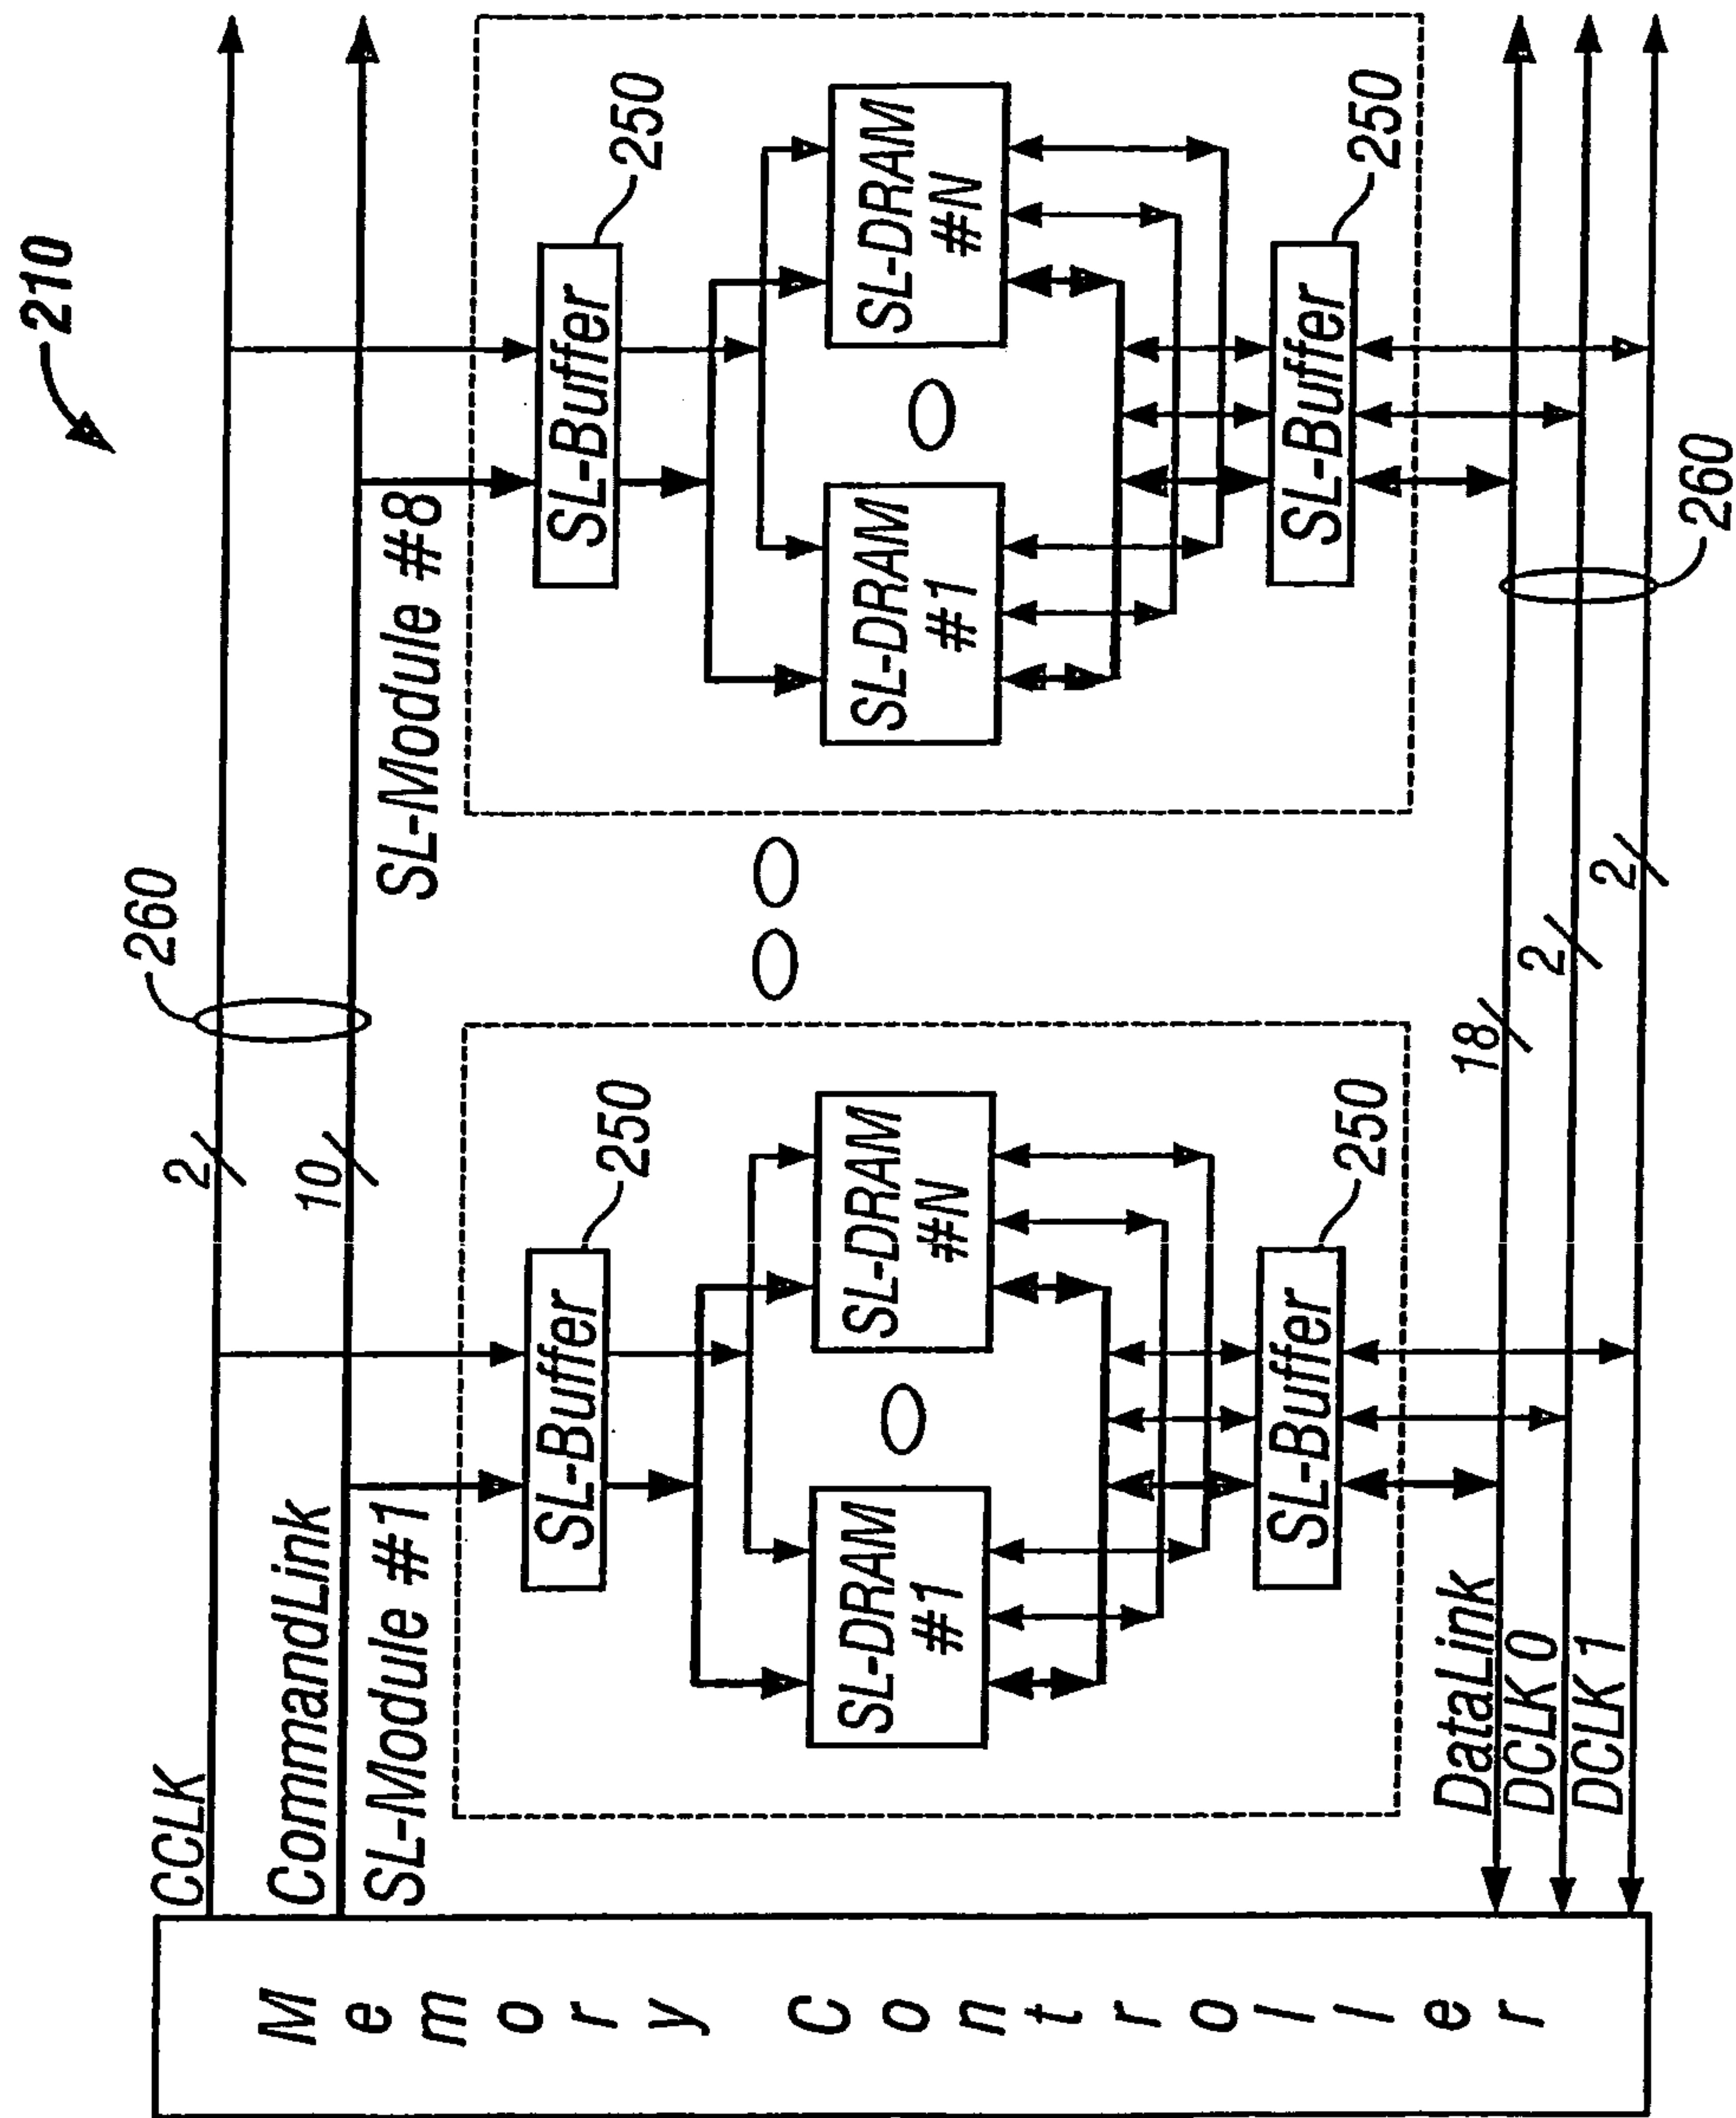 210
CCLK
2
260
CommandLink
10
SL-Module #1
SL-Module #8
SL-Buffer
250
SL-Buffer
250
SL-DRAM
#1
SL-DRAM
#N
SL-DRAM
#1
SL-DRAM
#N
SL-Buffer
250
SL-Buffer
250
DataLink
18
DCLK 0
2
DCLK 1
2
260
Memory Controller